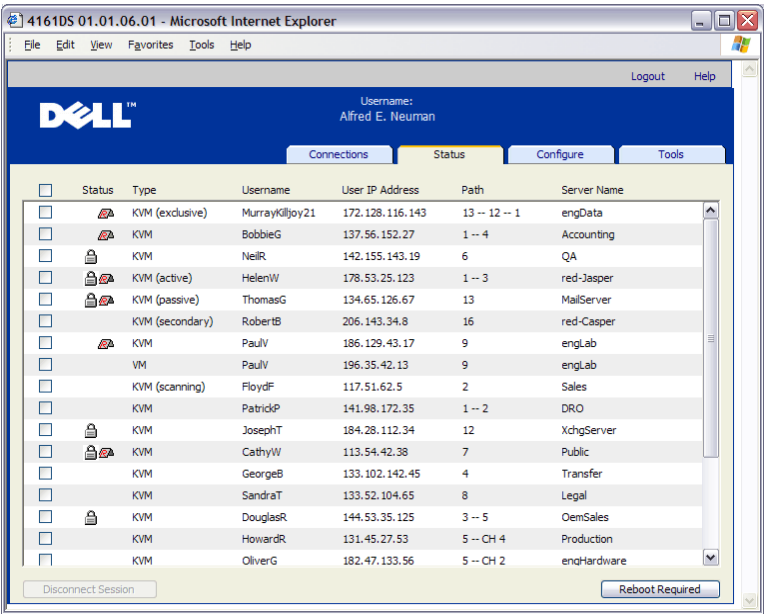 4161DS 01.01.06.01 - Microsoft Internet Explorer
File Edit View Favorites Tools Help
Logout Help
DELL™
Username:
Alfred E. Neuman
Connections Status Configure Tools
Status Type Username User IP Address Path Server Name
KVM (exclusive) MurrayKilljoy21 172.128.116.143 13 -- 12 -- 1 engData
KVM BobbieG 137.56.152.27 1 -- 4 Accounting
KVM NeilR 142.155.143.19 6 QA
KVM (active) HelenW 178.53.25.123 1 -- 3 red-Jasper
KVM (passive) ThomasG 134.65.126.67 13 MailServer
KVM (secondary) RobertB 206.143.34.8 16 red-Casper
KVM PaulV 186.129.43.17 9 engLab
VM PaulV 196.35.42.13 9 engLab
KVM (scanning) FloydF 117.51.62.5 2 Sales
KVM PatrickP 141.98.172.35 1 -- 2 DRO
KVM JosephT 184.28.112.34 12 XchgServer
KVM CathyW 113.54.42.38 7 Public
KVM GeorgeB 133.102.142.45 4 Transfer
KVM SandraT 133.52.104.65 8 Legal
KVM DouglasR 144.53.35.125 3 -- 5 OemSales
KVM HowardR 131.45.27.53 5 -- CH 4 Production
KVM OliverG 182.47.133.56 5 -- CH 2 engHardware
Disconnect Session Reboot Required